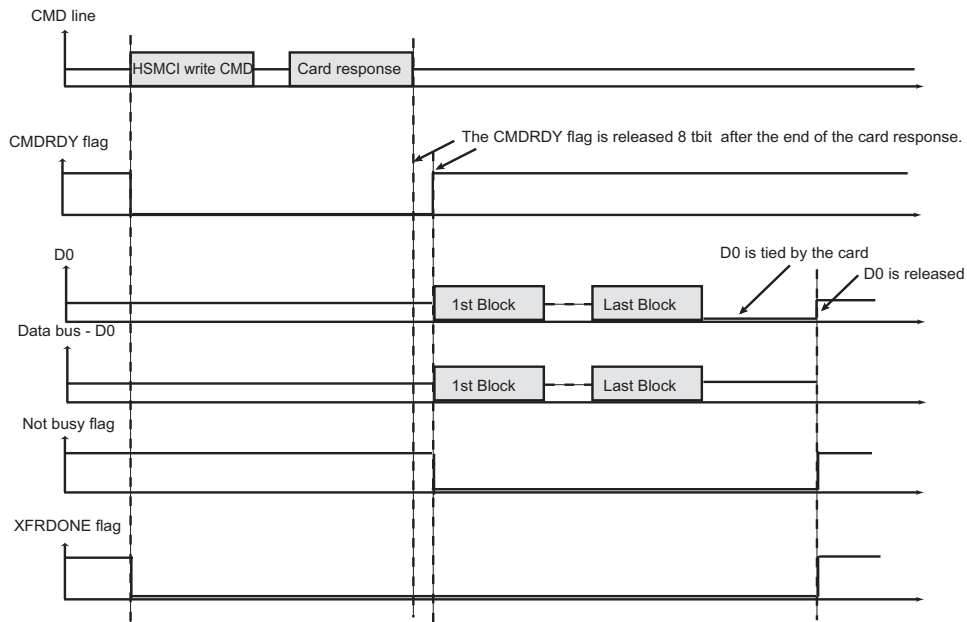 CMD line
HSMCI write CMD
Card response
CMDRDY flag
The CMDRDY flag is released 8 tbit after the end of the card response.
D0
D0 is tied by the card
D0 is released
1st Block
Last Block
Data bus - D0
1st Block
Last Block
Not busy flag
XFRDONE flag